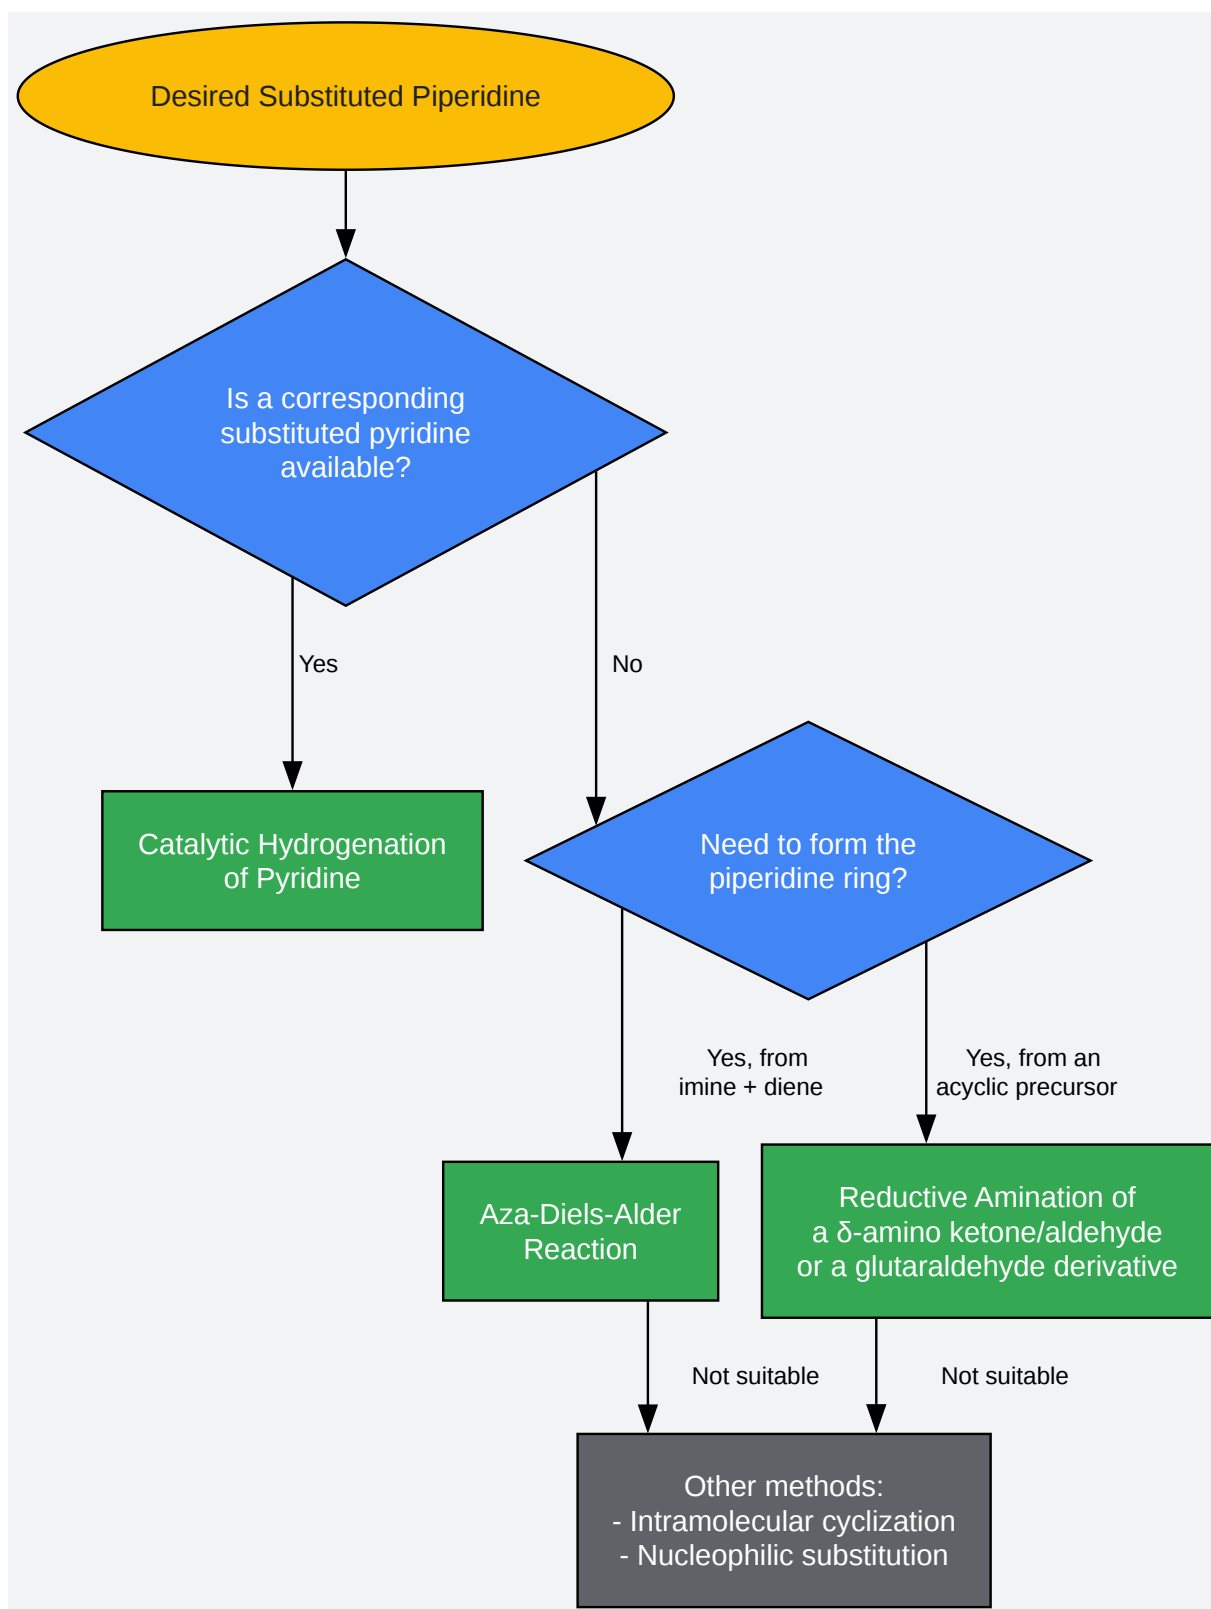 Desired Substituted Piperidine
Is a corresponding
substituted pyridine
available?
Yes
No
Catalytic Hydrogenation
of Pyridine
Need to form the
piperidine ring?
Yes, from
imine + diene
Yes, from an
acyclic precursor
Aza-Diels-Alder
Reaction
Reductive Amination of
a δ-amino ketone/aldehyde
or a glutaraldehyde derivative
Not suitable
Not suitable
Other methods:
- Intramolecular cyclization
- Nucleophilic substitution